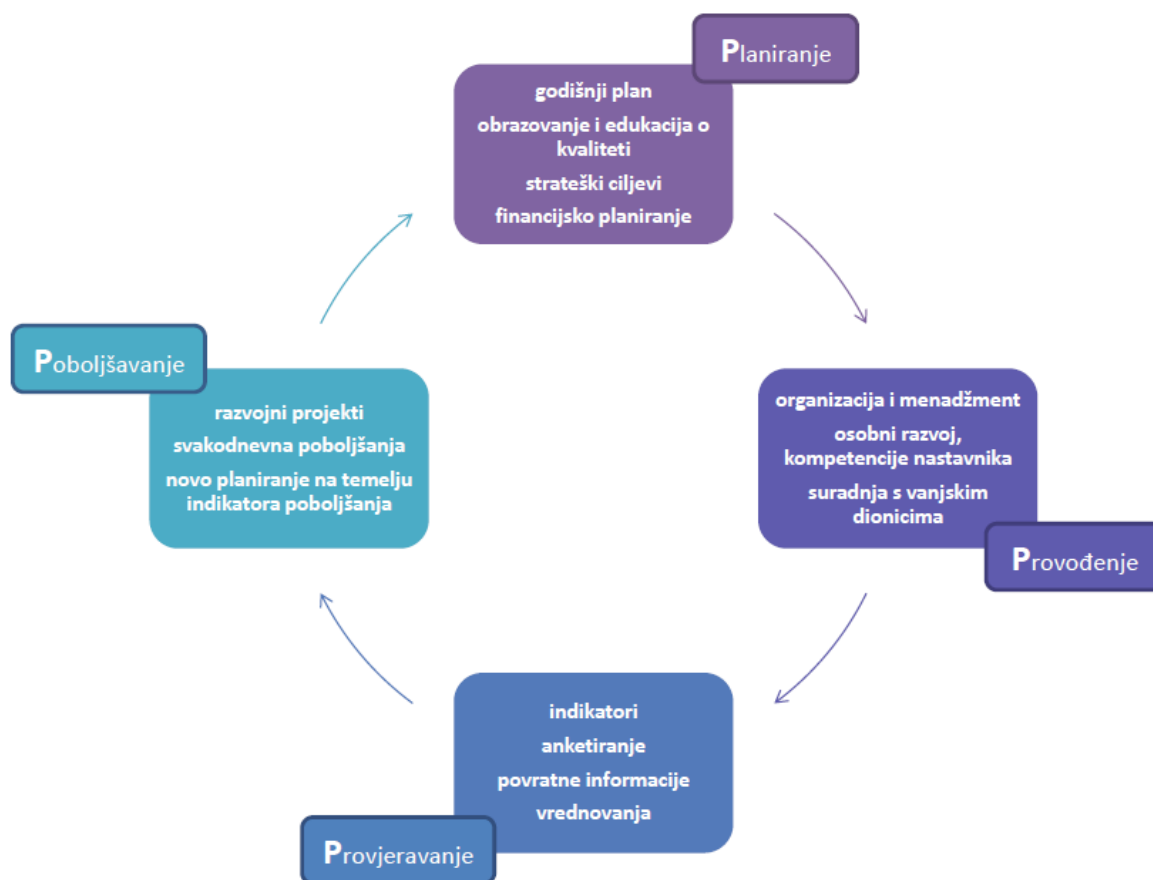 Planiranje
godišnji plan
obrazovanje i edukacija o
kvaliteti
strateški ciljevi
financijsko planiranje
organizacija i menadžment
osobni razvoj,
kompetencije nastavnika
suradnja s vanjskim
dionicima
Provođenje
indikatori
anketiranje
povratne informacije
vrednovanja
Provjeravanje
Poboljšavanje
razvojni projekti
svakodnevna poboljšanja
novo planiranje na temelju
indikatora poboljšanja